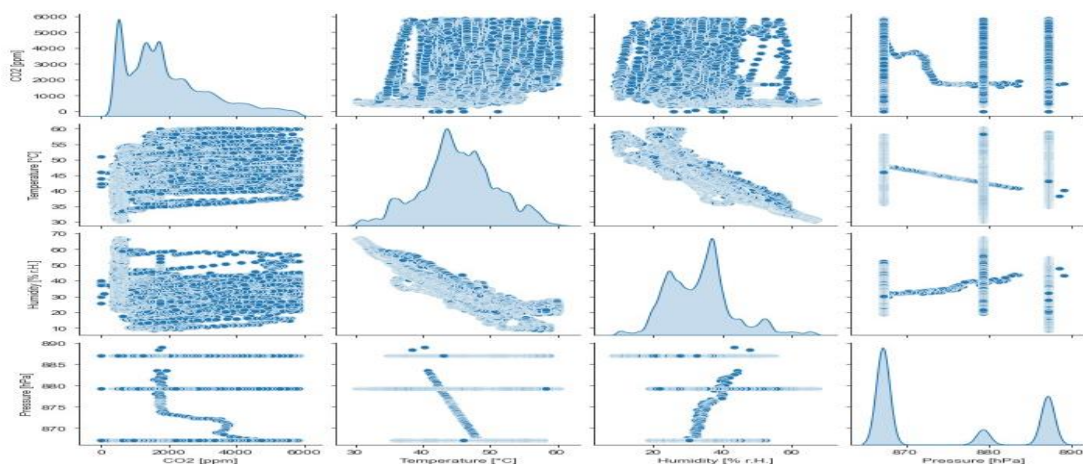 6000
5000
4000
3000
2000
1000
0
CO2 [ppm]
60
55
50
45
40
35
30
Temperature [°C]
70
60
50
40
30
20
10
Humidity [% r.H.]
890
885
880
875
870
Pressure [hPa]
0 2000 4000 6000
CO2 [ppm]
30 40 50 60
Temperature [°C]
20 40 60
Humidity [% r.H.]
870 880 890
Pressure [hPa]